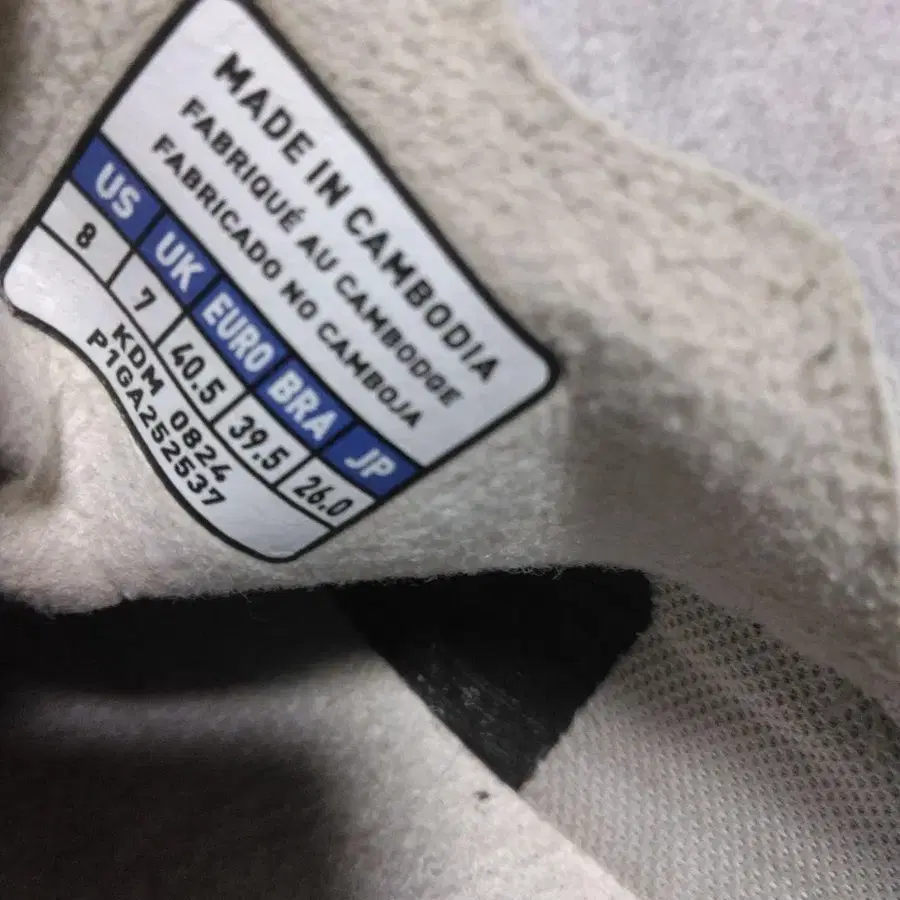 MADE IN CAMBODIA
FABRIQUÉ AU CAMBODGE
FABRICADO NO CAMBOJA
US UK EURO BRA JP
8 7 40.5 39.5 26.0
KDM 0824
P1GA252537